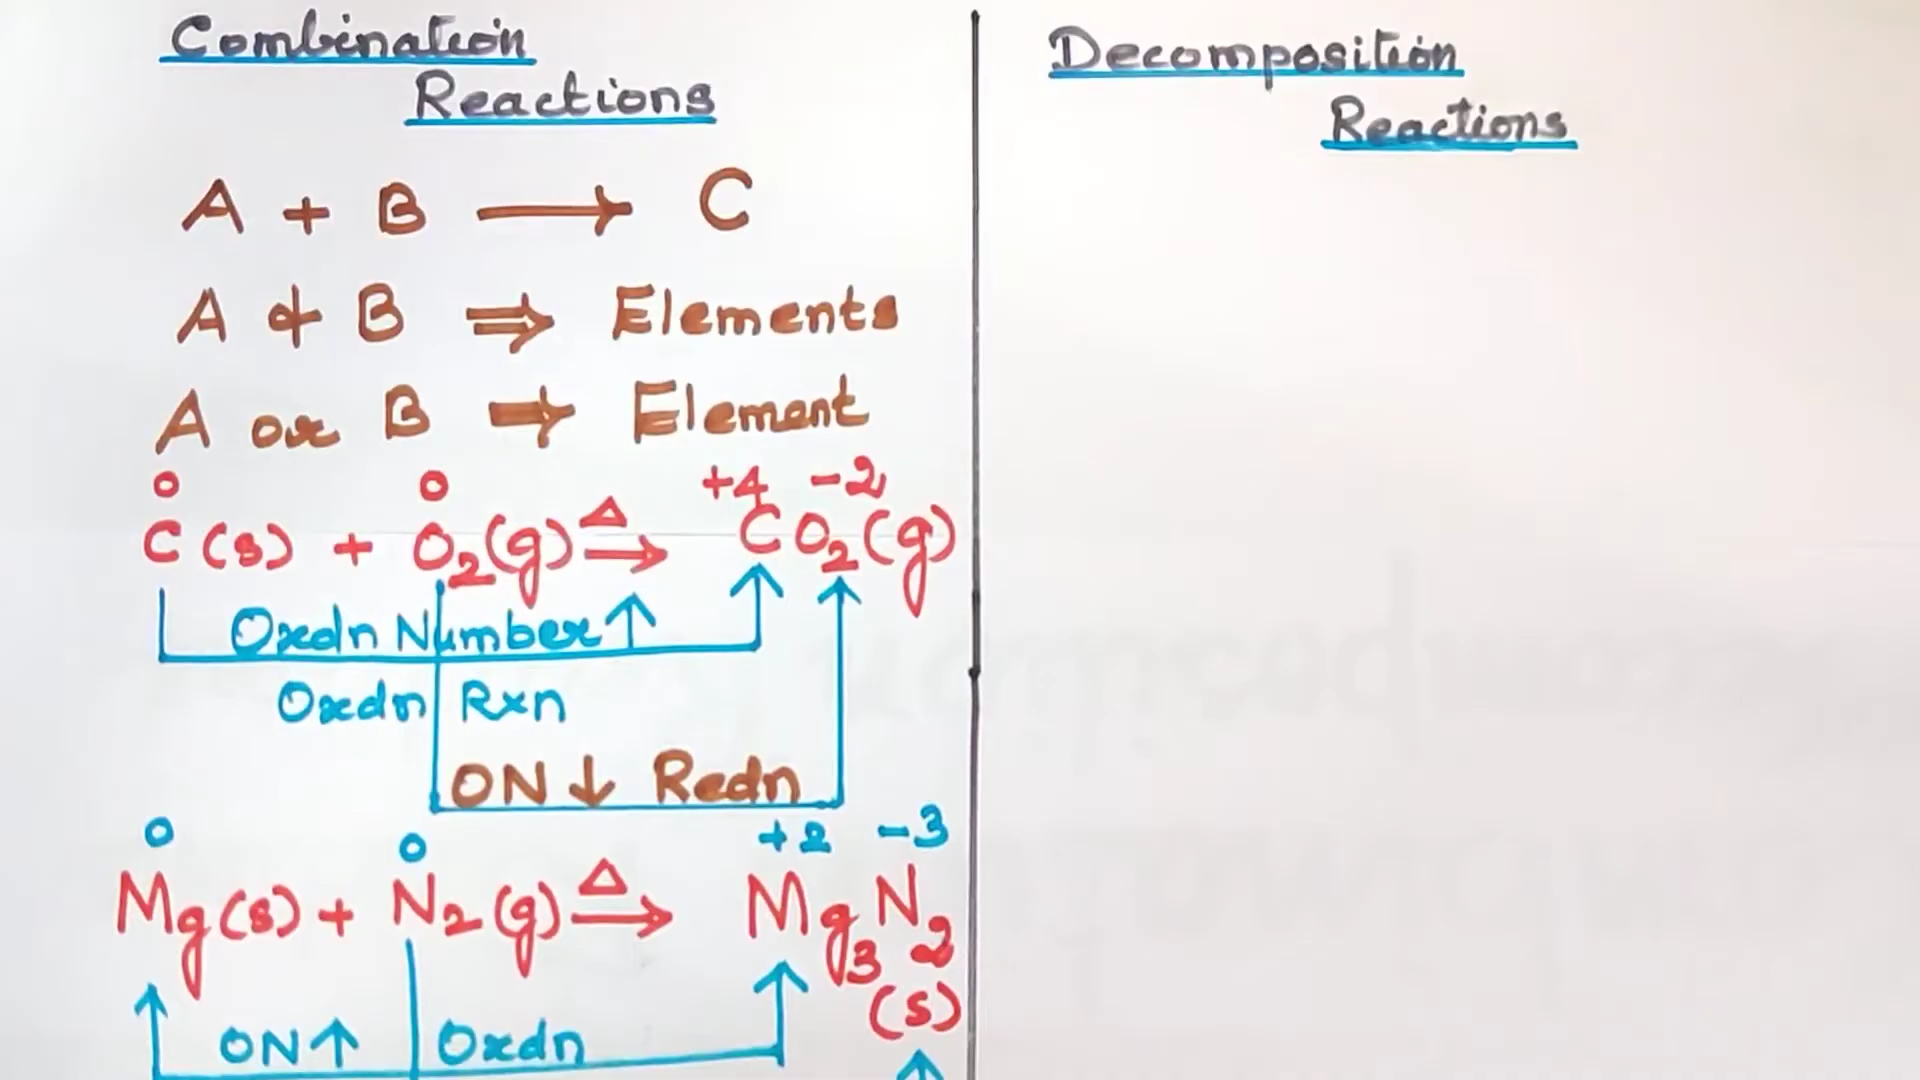 Combination
Reactions
A + B ⟶ C
A & B ⇒ Elements
A or B ⇒ Element
0 0 +4 -2
C (s) + O₂(g) Δ→ CO₂(g)
Oxdn Number↑
Oxdn Rxn
ON↓ Redn
0 0 +2 -3
Mg(s) + N₂(g) Δ→ Mg₃N₂
(s)
ON↑ Oxdn
Decomposition
Reactions